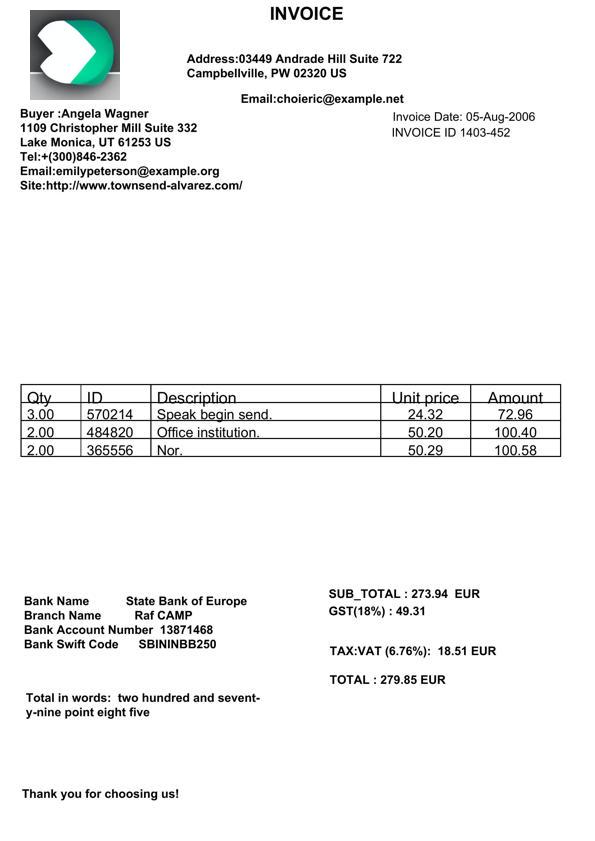 INVOICE
Address:03449 Andrade Hill Suite 722
Campbellville, PW 02320 US
Email:choieric@example.net
Buyer :Angela Wagner
1109 Christopher Mill Suite 332
Lake Monica, UT 61253 US
Tel:+(300)846-2362
Email:emilypeterson@example.org
Site:http://www.townsend-alvarez.com/
Invoice Date: 05-Aug-2006
INVOICE ID 1403-452
Qty ID Description Unit price Amount
3.00 570214 Speak begin send. 24.32 72.96
2.00 484820 Office institution. 50.20 100.40
2.00 365556 Nor. 50.29 100.58
Bank Name State Bank of Europe
Branch Name Raf CAMP
Bank Account Number 13871468
Bank Swift Code SBININBB250
SUB_TOTAL : 273.94 EUR
GST(18%) : 49.31
TAX:VAT (6.76%): 18.51 EUR
TOTAL : 279.85 EUR
Total in words: two hundred and sevent-
y-nine point eight five
Thank you for choosing us!